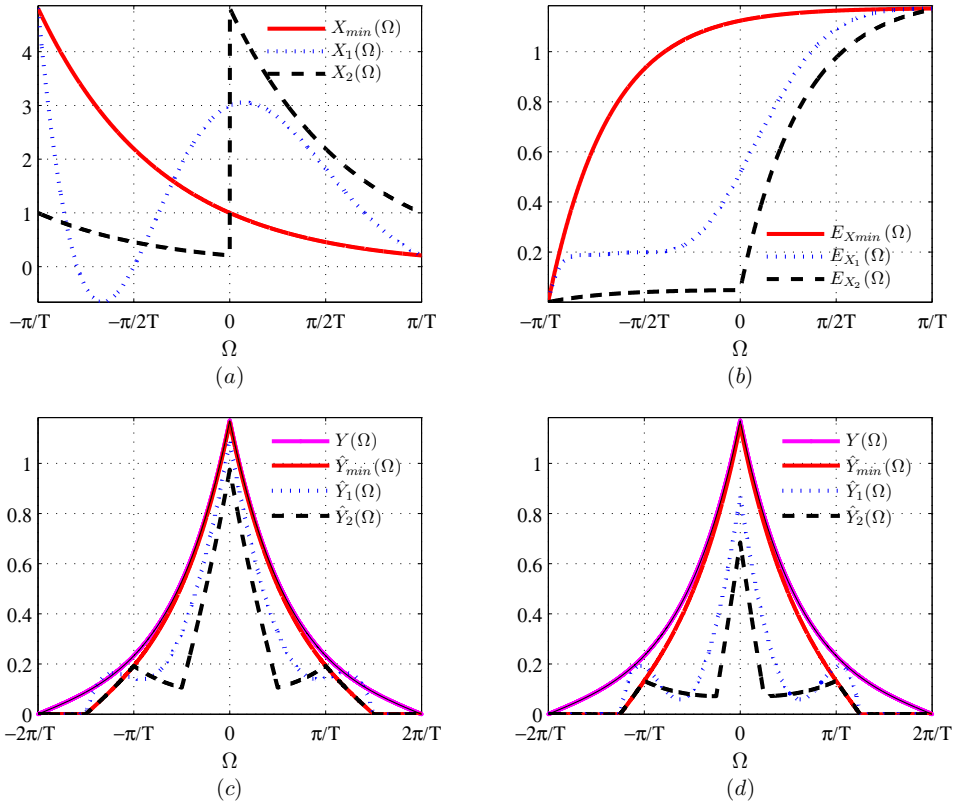 X_{min}(Ω)
X_1(Ω)
X_2(Ω)
4
3
2
1
0
−π/T
−π/2T
0
π/2T
π/T
Ω
(a)
E_{Xmin}(Ω)
E_{X_1}(Ω)
E_{X_2}(Ω)
1
0.8
0.6
0.4
0.2
−π/T
−π/2T
0
π/2T
π/T
Ω
(b)
Y(Ω)
Ŷ_{min}(Ω)
Ŷ_1(Ω)
Ŷ_2(Ω)
1
0.8
0.6
0.4
0.2
0
−2π/T
−π/T
0
π/T
2π/T
Ω
(c)
Y(Ω)
Ŷ_{min}(Ω)
Ŷ_1(Ω)
Ŷ_2(Ω)
1
0.8
0.6
0.4
0.2
0
−2π/T
−π/T
0
π/T
2π/T
Ω
(d)